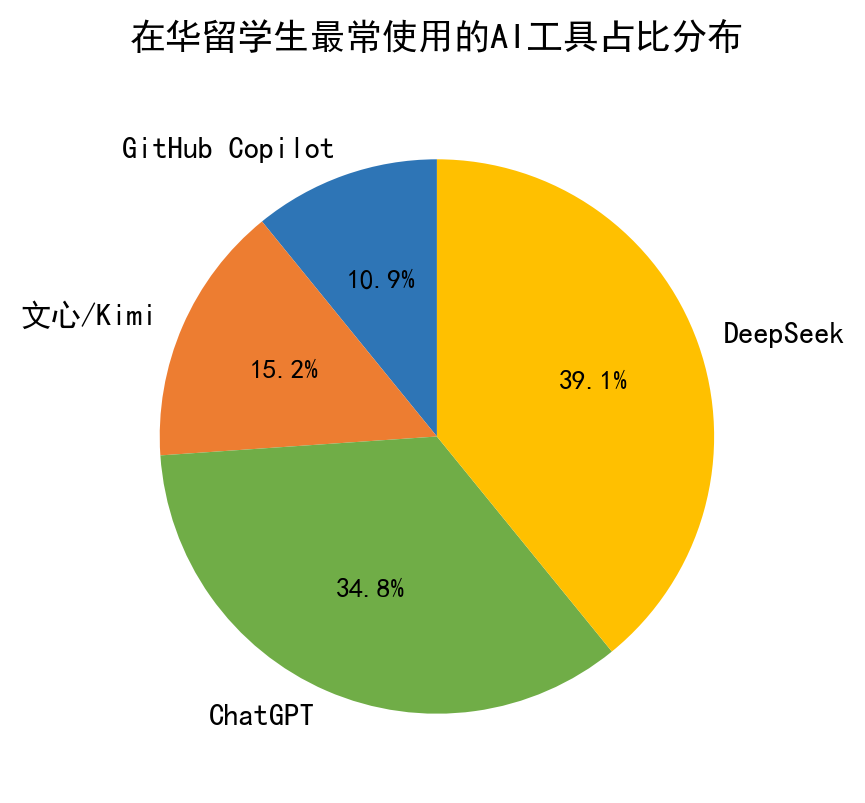 在华留学生最常使用的AI工具占比分布
GitHub Copilot
10.9%
文心/Kimi
15.2%
DeepSeek
39.1%
34.8%
ChatGPT